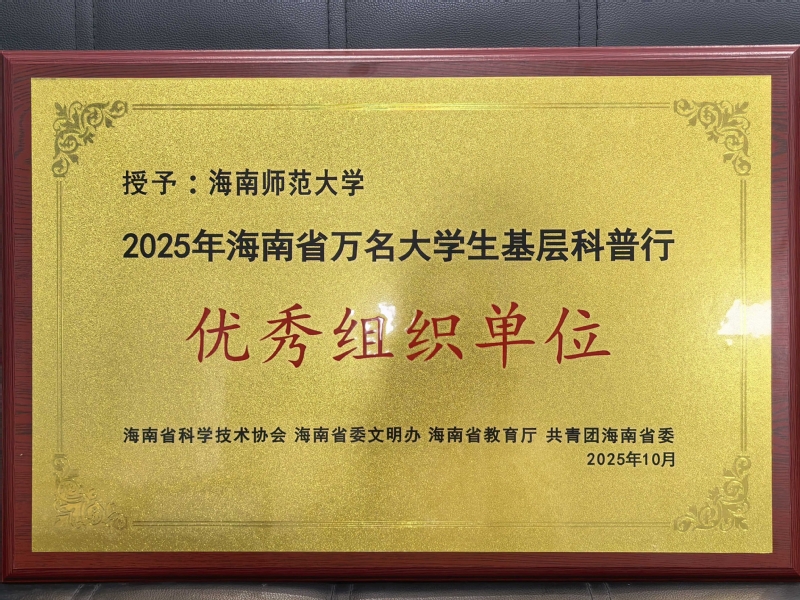 授予：海南师范大学
2025年海南省万名大学生基层科普行
优秀组织单位
海南省科学技术协会 海南省委文明办 海南省教育厅 共青团海南省委
2025年10月